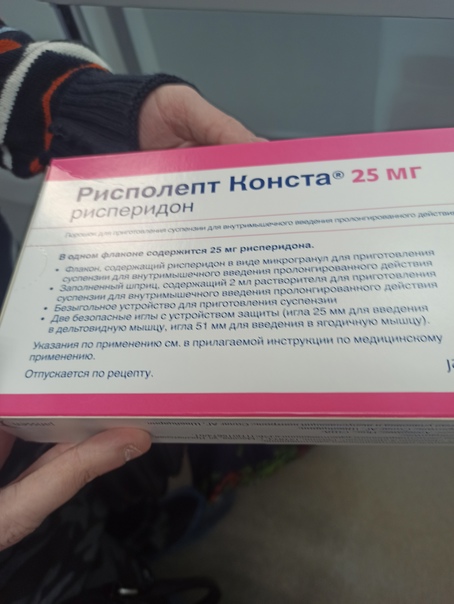 Рисполепт Конста® 25 мг
рисперидон
Порошок для приготовления суспензии для внутримышечного введения пролонгированного действия
В одном флаконе содержится 25 мг рисперидона.
• Флакон, содержащий рисперидон в виде микрогранул для приготовления
суспензии для внутримышечного введения пролонгированного действия
• Заполненный шприц, содержащий 2 мл растворителя для приготовления
суспензии для внутримышечного введения пролонгированного действия
• Безыгольное устройство для приготовления суспензии
• Две безопасные иглы с устройством защиты (игла 25 мм для введения
в дельтовидную мышцу, игла 51 мм для введения в ягодичную мышцу).
Указания по применению см. в прилагаемой инструкции по медицинскому
применению.
Отпускается по рецепту.